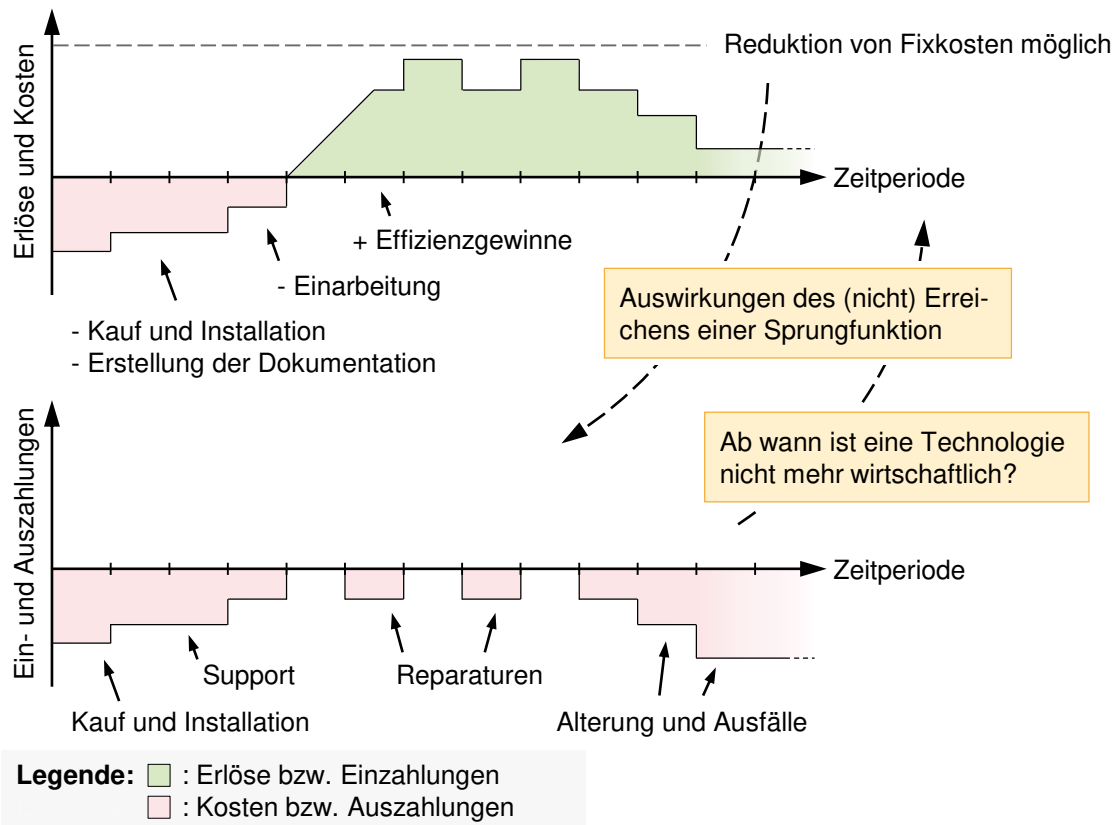 Erlöse und Kosten
Reduktion von Fixkosten möglich
Zeitperiode
+ Effizienzgewinne
- Einarbeitung
- Kauf und Installation
- Erstellung der Dokumentation
Auswirkungen des (nicht) Errei-
chens einer Sprungfunktion
Ab wann ist eine Technologie
nicht mehr wirtschaftlich?
Ein- und Auszahlungen
Zeitperiode
Support
Reparaturen
Kauf und Installation
Alterung und Ausfälle
Legende: : Erlöse bzw. Einzahlungen
: Kosten bzw. Auszahlungen